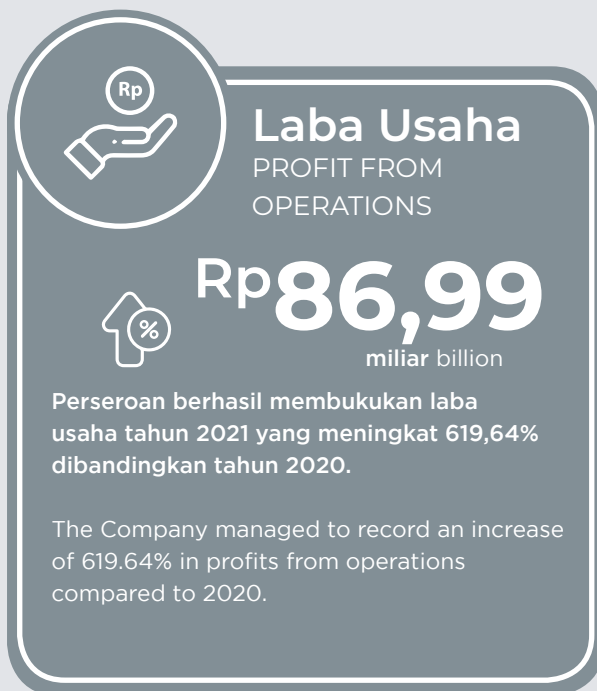 Rp
Laba Usaha
PROFIT FROM
OPERATIONS
Rp86,99
%
miliar billion
Perseroan berhasil membukukan laba
usaha tahun 2021 yang meningkat 619,64%
dibandingkan tahun 2020.
The Company managed to record an increase
of 619.64% in profits from operations
compared to 2020.